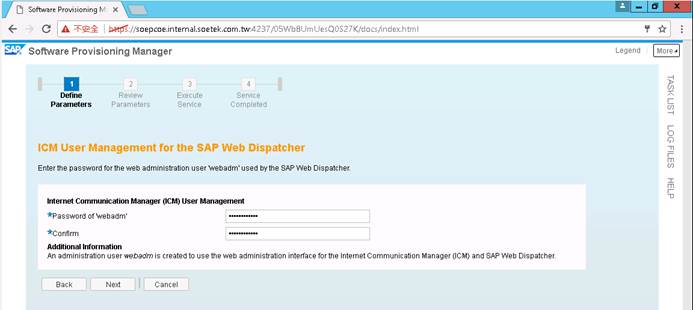 Software Provisioning M
不安全 | https://soepcoe.internal.soetek.com.tw:4237/05WbBUmUesQ0S27K/docs/index.html
SAP Software Provisioning Manager
Legend
More
1
2
3
4
Define Parameters
Review Parameters
Execute Service
Service Completed
TASK LIST
LOG FILES
HELP
ICM User Management for the SAP Web Dispatcher
Enter the password for the web administration user 'webadm' used by the SAP Web Dispatcher.
Internet Communication Manager (ICM) User Management
*Password of 'webadm'
••••••••••••
*Confirm
••••••••••••
Additional Information
An administration user webadm is created to use the web administration interface for the Internet Communication Manager (ICM) and SAP Web Dispatcher.
Back
Next
Cancel